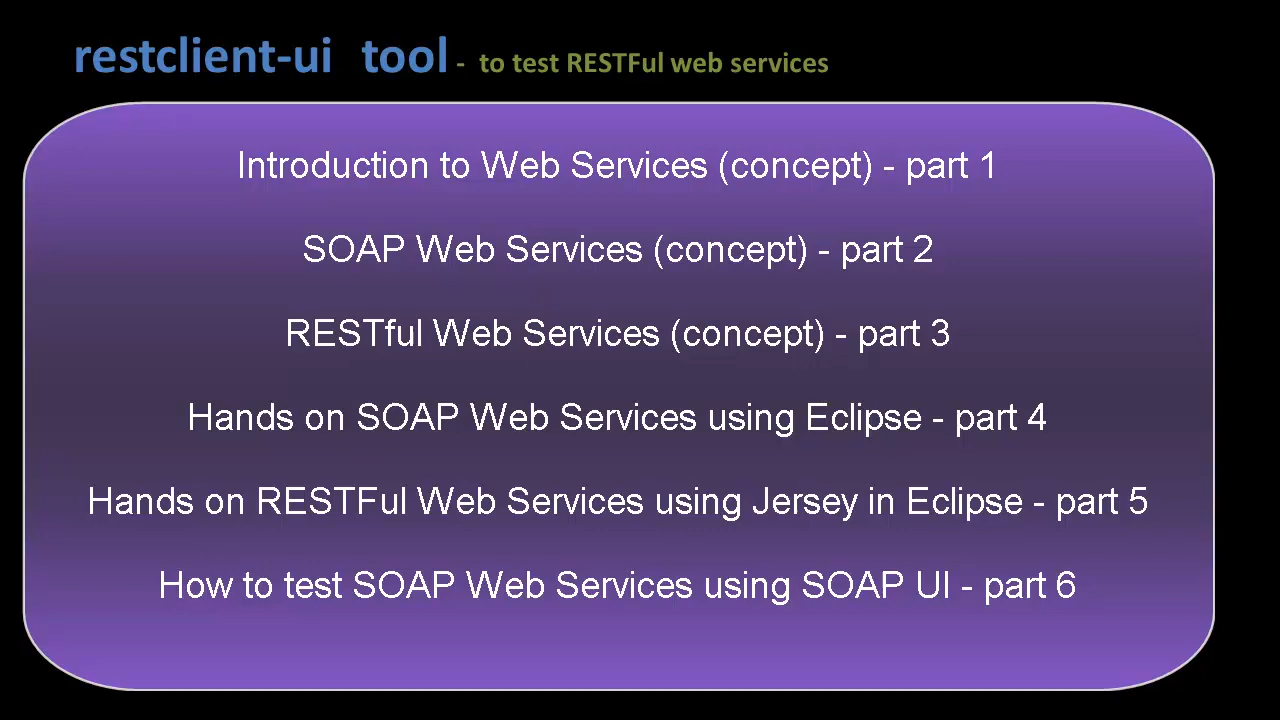 restclient-ui tool - to test RESTFul web services
Introduction to Web Services (concept) - part 1
SOAP Web Services (concept) - part 2
RESTful Web Services (concept) - part 3
Hands on SOAP Web Services using Eclipse - part 4
Hands on RESTFul Web Services using Jersey in Eclipse - part 5
How to test SOAP Web Services using SOAP UI - part 6